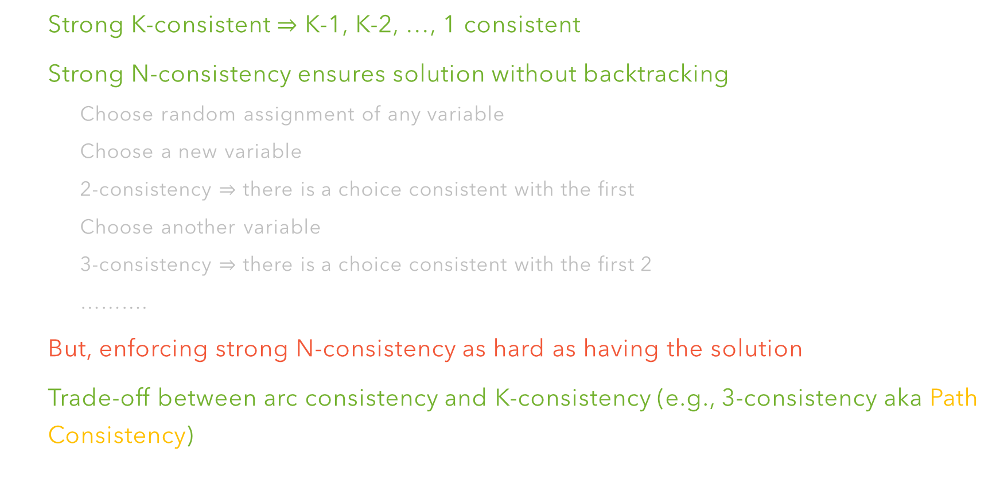 Strong K-consistent ⇒ K-1, K-2, ..., 1 consistent
Strong N-consistency ensures solution without backtracking
Choose random assignment of any variable
Choose a new variable
2-consistency ⇒ there is a choice consistent with the first
Choose another variable
3-consistency ⇒ there is a choice consistent with the first 2
..........
But, enforcing strong N-consistency as hard as having the solution
Trade-off between arc consistency and K-consistency (e.g., 3-consistency aka Path
Consistency)